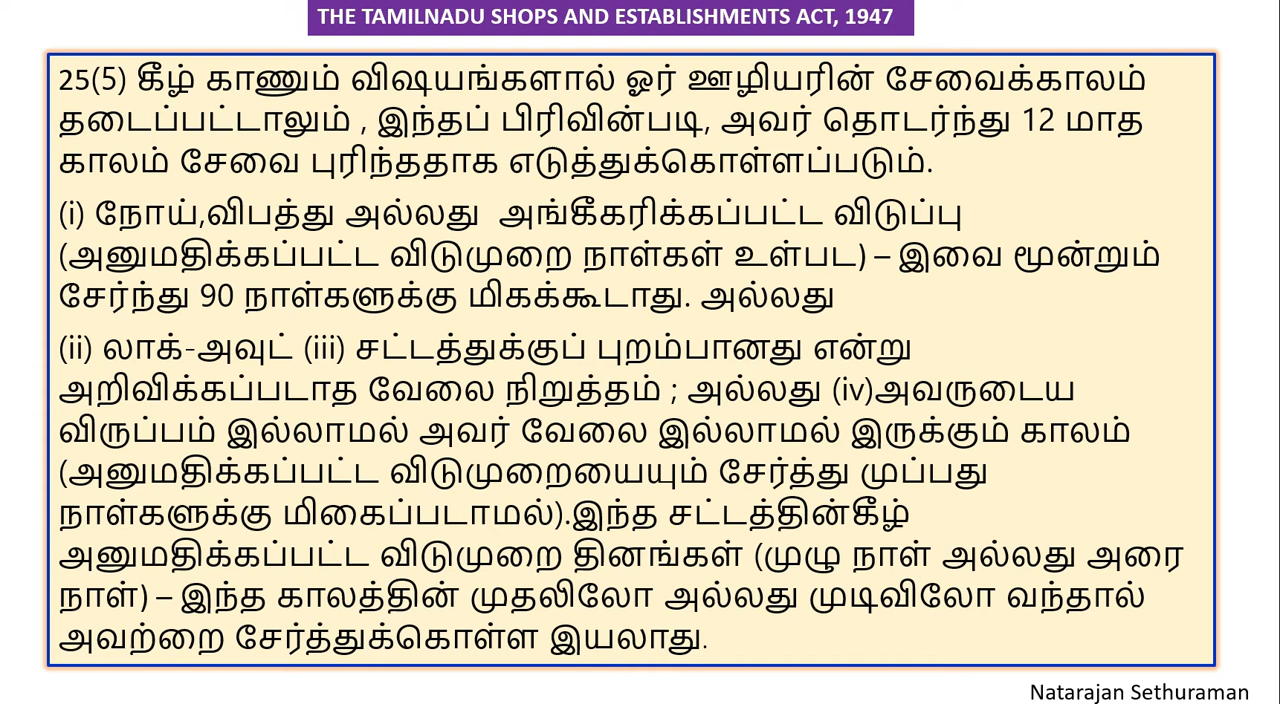 THE TAMILNADU SHOPS AND ESTABLISHMENTS ACT, 1947
25(5) கீழ் காணும் விஷயங்களால் ஓர் ஊழியரின் சேவைக்காலம்
தடைப்பட்டாலும் , இந்தப் பிரிவின்படி, அவர் தொடர்ந்து 12 மாத
காலம் சேவை புரிந்ததாக எடுத்துக்கொள்ளப்படும்.
(i) நோய்,விபத்து அல்லது  அங்கீகரிக்கப்பட்ட விடுப்பு
(அனுமதிக்கப்பட்ட விடுமுறை நாள்கள் உள்பட) – இவை மூன்றும்
சேர்ந்து 90 நாள்களுக்கு மிகக்கூடாது. அல்லது
(ii) லாக்-அவுட் (iii) சட்டத்துக்குப் புறம்பானது என்று
அறிவிக்கப்படாத வேலை நிறுத்தம் ; அல்லது (iv)அவருடைய
விருப்பம் இல்லாமல் அவர் வேலை இல்லாமல் இருக்கும் காலம்
(அனுமதிக்கப்பட்ட விடுமுறையையும் சேர்த்து முப்பது
நாள்களுக்கு மிகைப்படாமல்).இந்த சட்டத்தின்கீழ்
அனுமதிக்கப்பட்ட விடுமுறை தினங்கள் (முழு நாள் அல்லது அரை
நாள்) – இந்த காலத்தின் முதலிலோ அல்லது முடிவிலோ வந்தால்
அவற்றை சேர்த்துக்கொள்ள இயலாது.
Natarajan Sethuraman